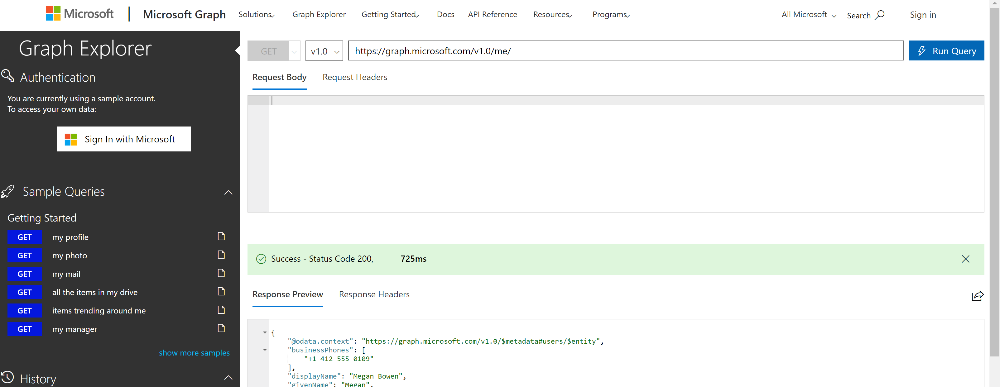 Microsoft | Microsoft Graph Solutions Graph Explorer Getting Started Docs API Reference Resources Programs All Microsoft Search Sign in
Graph Explorer
Authentication
You are currently using a sample account.
To access your own data:
Sign In with Microsoft
Sample Queries
Getting Started
GET my profile
GET my photo
GET my mail
GET all the items in my drive
GET items trending around me
GET my manager
show more samples
History
GET v1.0 https://graph.microsoft.com/v1.0/me/ Run Query
Request Body Request Headers
Success - Status Code 200, 725ms
Response Preview Response Headers
{
"@odata.context": "https://graph.microsoft.com/v1.0/$metadata#users/$entity",
"businessPhones": [
"+1 412 555 0109"
],
"displayName": "Megan Bowen",
"givenName": "Megan",